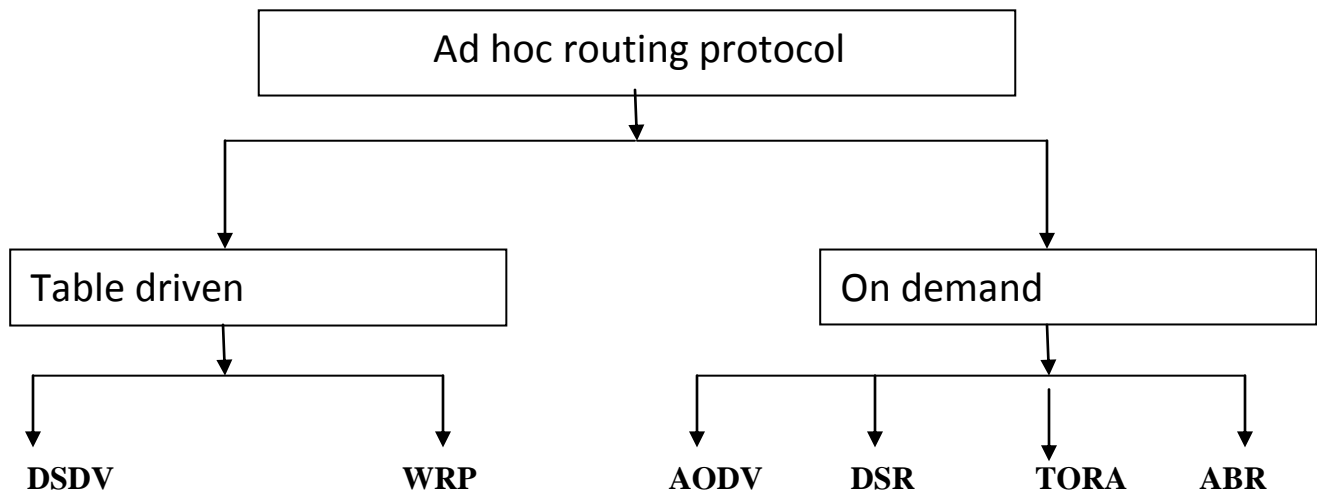 Ad hoc routing protocol
Table driven
On demand
DSDV
WRP
AODV
DSR
TORA
ABR